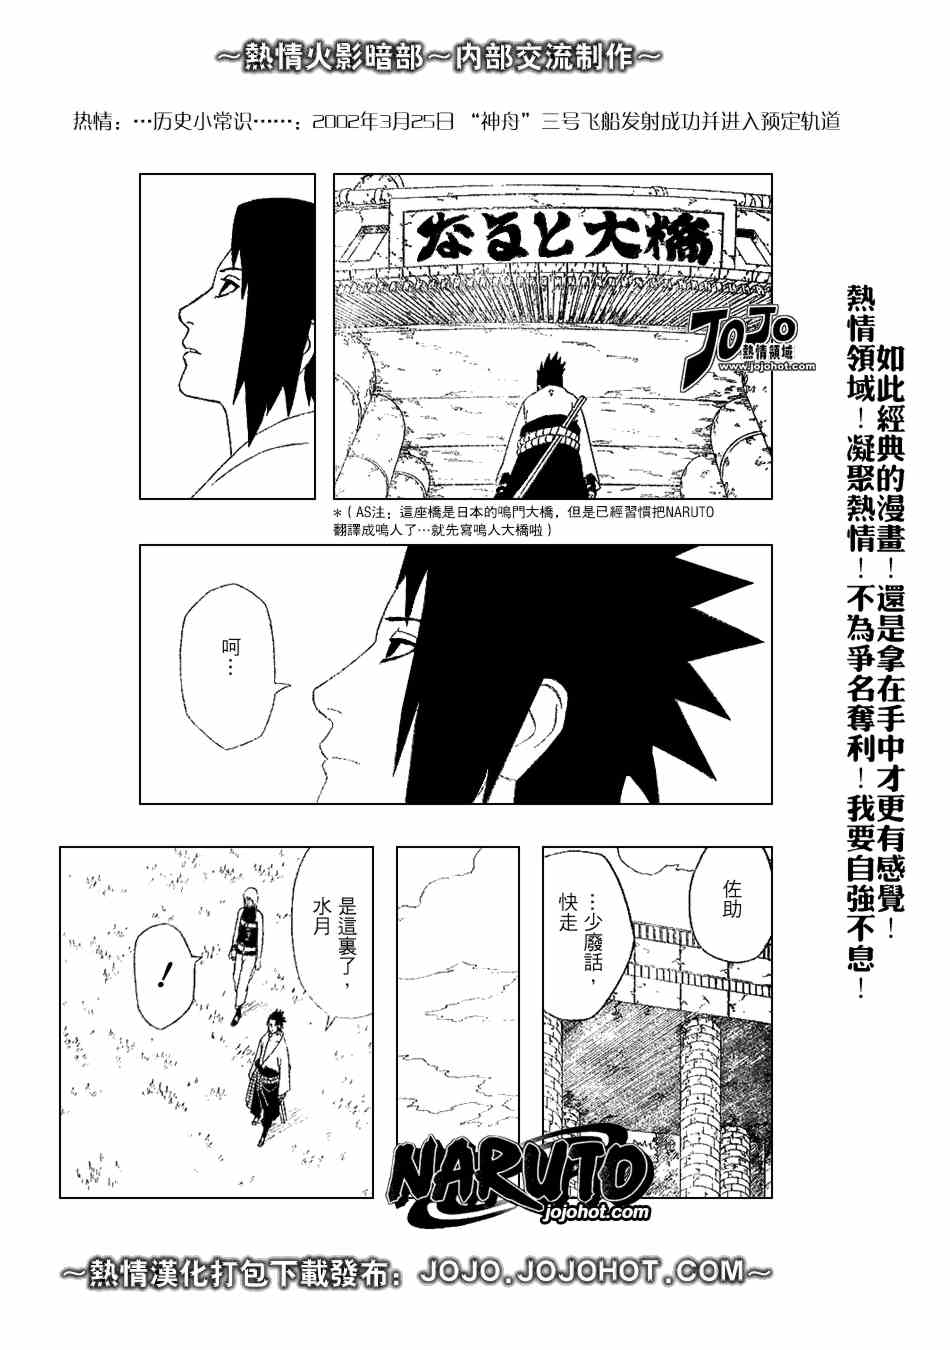 ～熱情火影暗部～内部交流制作～
热情：…历史小常识……：2002年3月25日 “神舟”三号飞船发射成功并进入预定轨道
なると大橋
JOJO
熱情領域
www.jojohot.com
＊（AS注：這座橋是日本的鳴門大橋，但是已經習慣把NARUTO
翻譯成鳴人了…就先寫鳴人大橋啦）
呵…
佐助
…少廢話，
快走
是這裏了，
水月
！
NARUTO
jojohot.com
如此經典的漫畫！還是拿在手中才更有感覺！
熱情領域！凝聚熱情！不為爭名奪利！我要自強不息！
～熱情漢化打包下載發布：JOJO.JOJOHOT.COM～